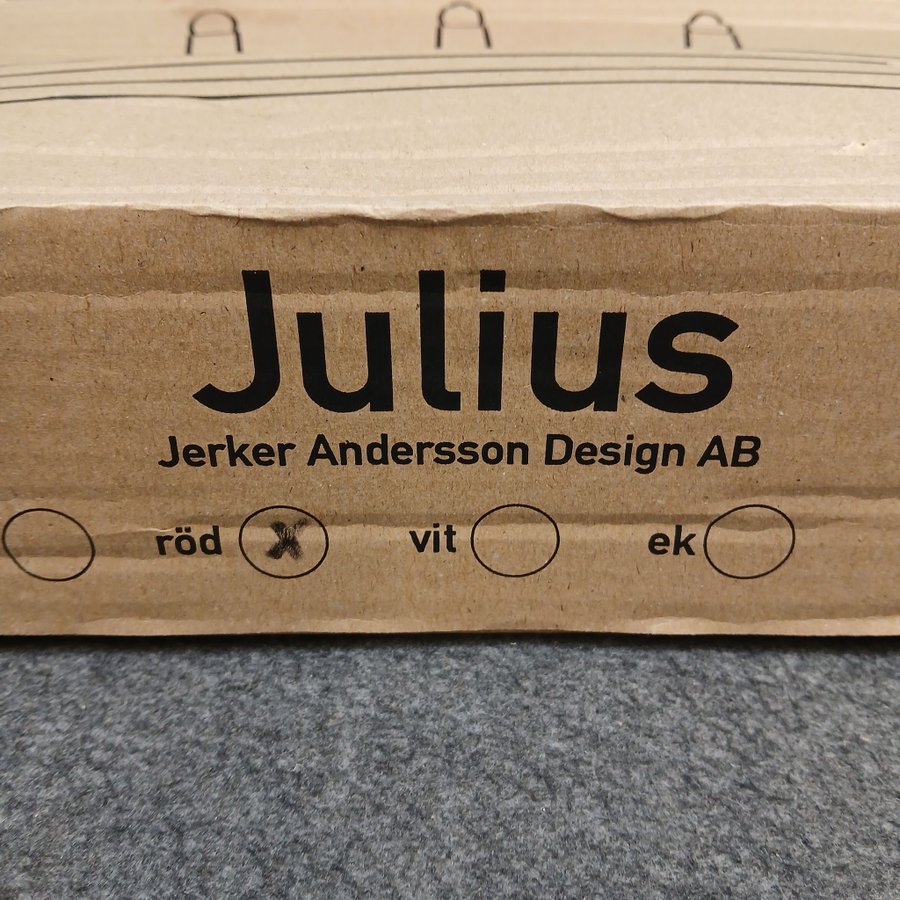 Julius
Jerker Andersson Design AB
röd X vit ek